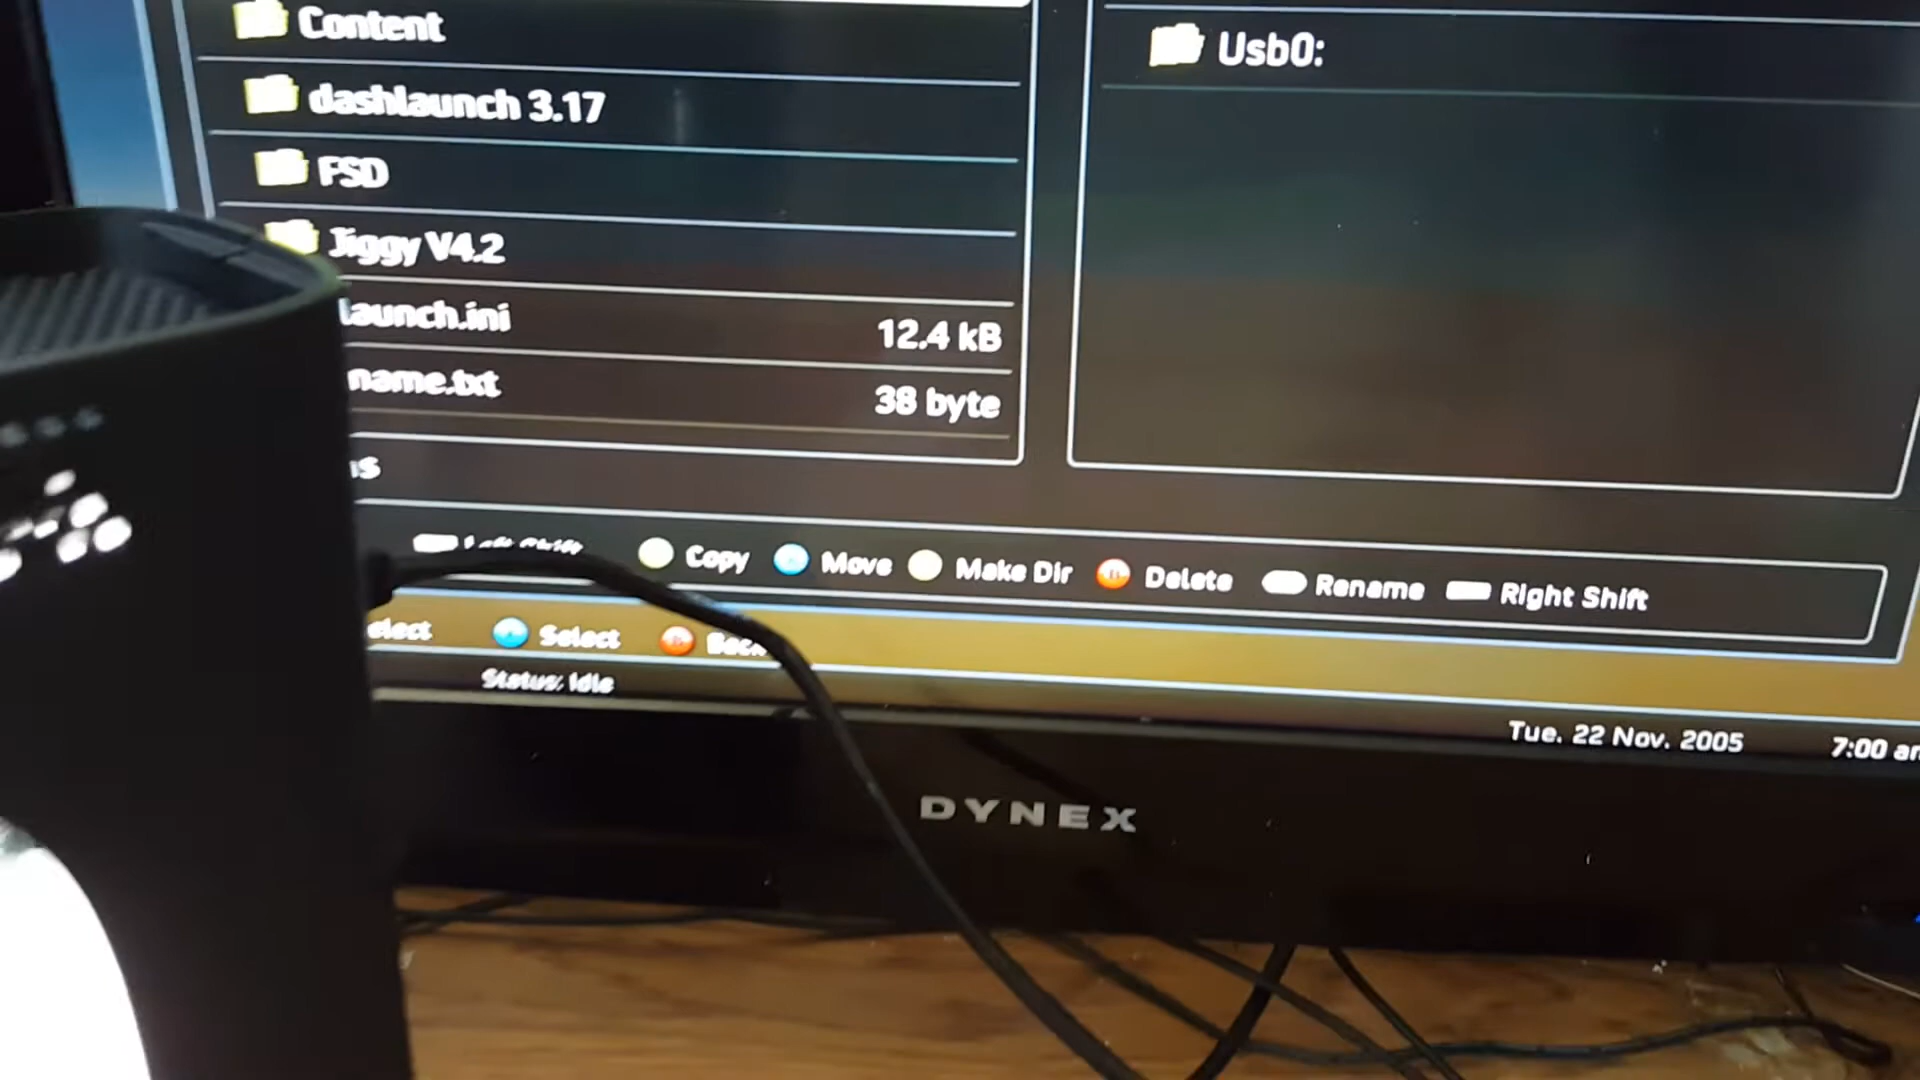 Content
dashlaunch 3.17
FSD
Jiggy V4.2
launch.ini 12.4 kB
name.txt 38 byte
Usb0:
Copy Move Make Dir Delete Rename Right Shift
Select Back
Status: Idle
Tue. 22 Nov. 2005 7:00
DYNEX